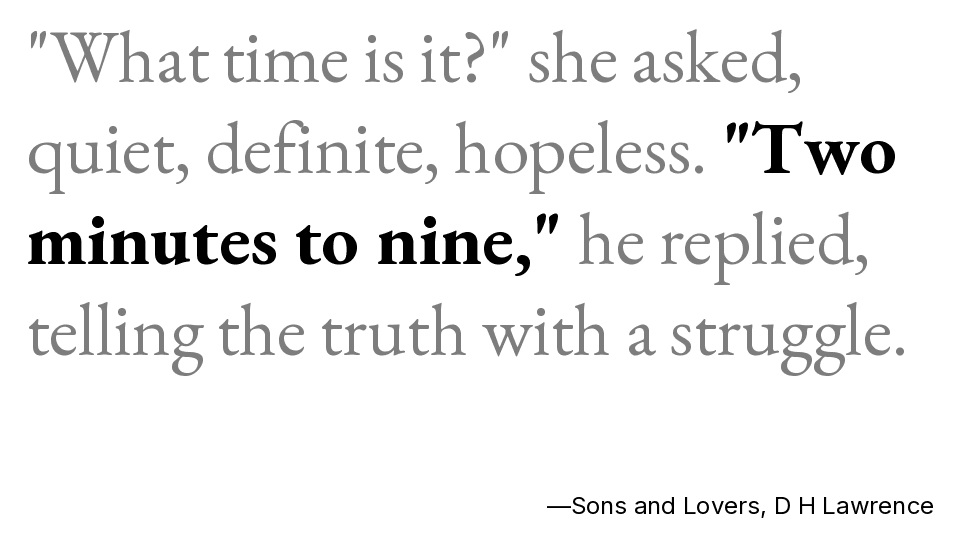 "What time is it?" she asked,
quiet, definite, hopeless. "Two
minutes to nine," he replied,
telling the truth with a struggle.
—Sons and Lovers, D H Lawrence